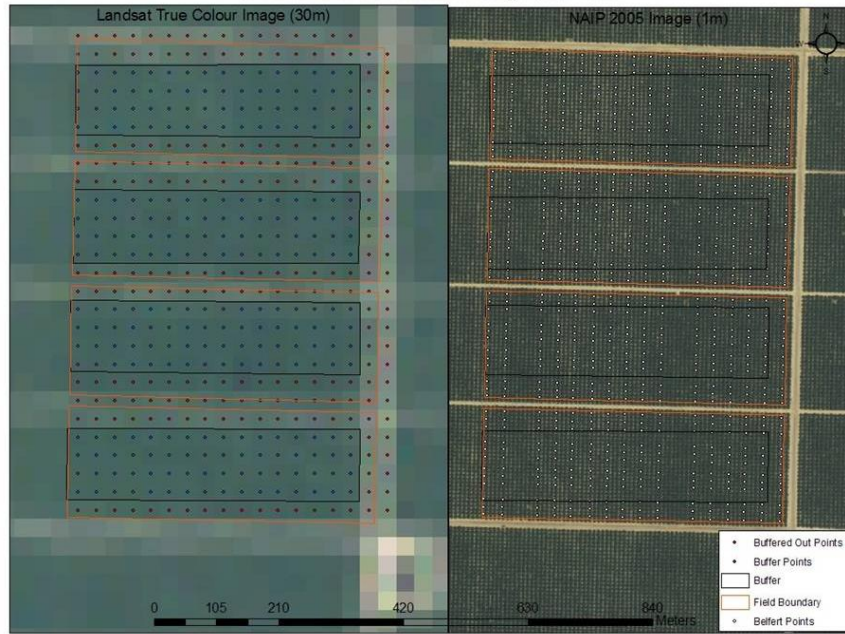 Landsat True Colour Image (30m)
NAIP 2005 Image (1m)
N
W
S
Buffered Out Points
Buffer Points
Buffer
Field Boundary
Belfert Points
0 105 210 420 630 840
Meters